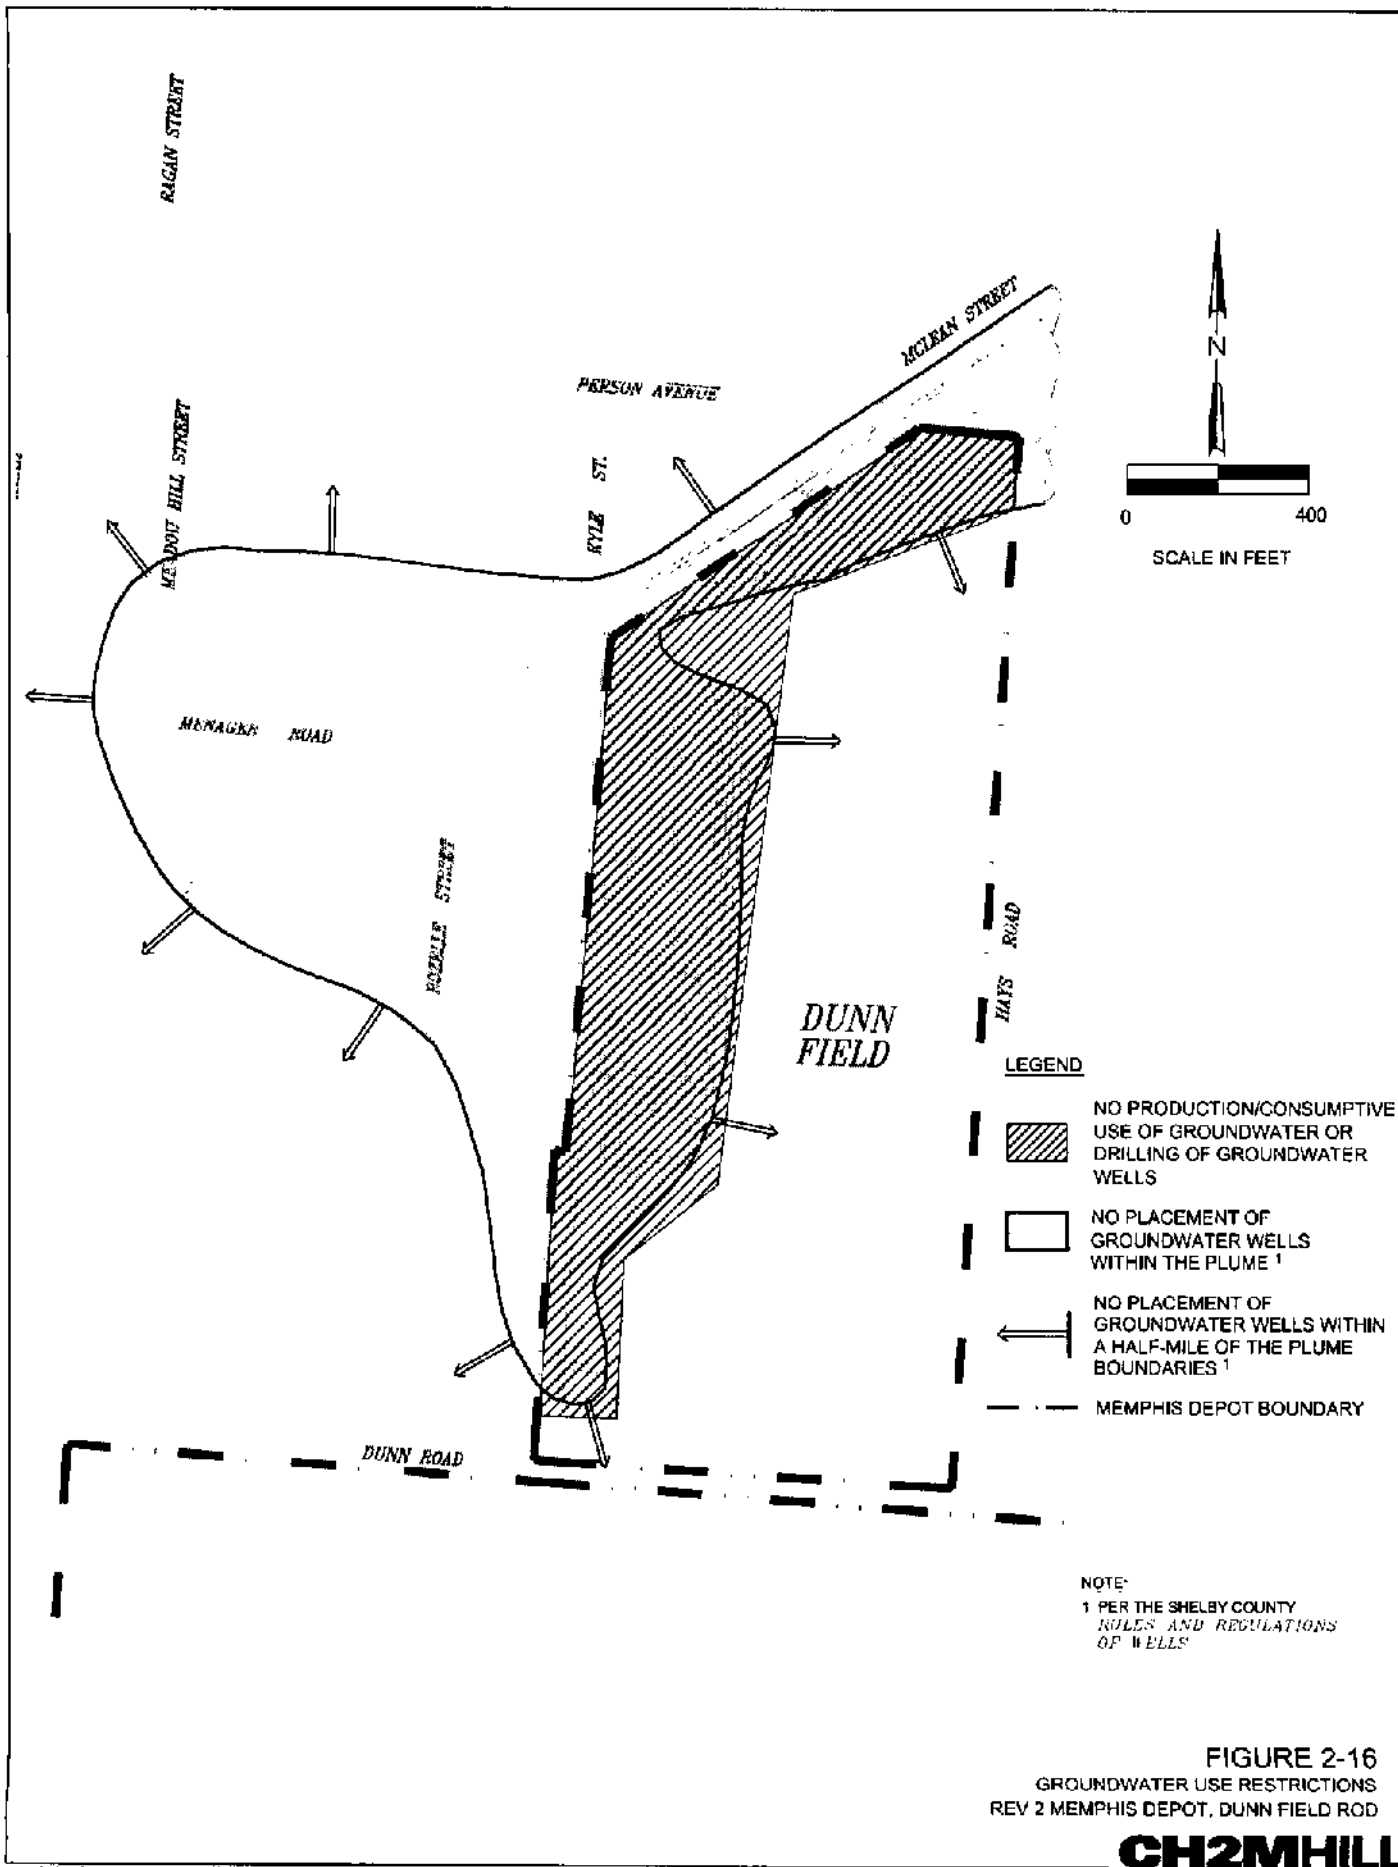 RAGAN STREET
MCLEAN STREET
PERSON AVENUE
N
MEADOW HILL STREET
KYLE ST.
0 400
SCALE IN FEET
MENAGER ROAD
ROZELLE STREET
HAYS ROAD
DUNN
FIELD
LEGEND
NO PRODUCTION/CONSUMPTIVE
USE OF GROUNDWATER OR
DRILLING OF GROUNDWATER
WELLS
NO PLACEMENT OF
GROUNDWATER WELLS
WITHIN THE PLUME 1
NO PLACEMENT OF
GROUNDWATER WELLS WITHIN
A HALF-MILE OF THE PLUME
BOUNDARIES 1
MEMPHIS DEPOT BOUNDARY
DUNN ROAD
NOTE:
1 PER THE SHELBY COUNTY
RULES AND REGULATIONS
OF WELLS
FIGURE 2-16
GROUNDWATER USE RESTRICTIONS
REV 2 MEMPHIS DEPOT, DUNN FIELD ROD
CH2MHILL